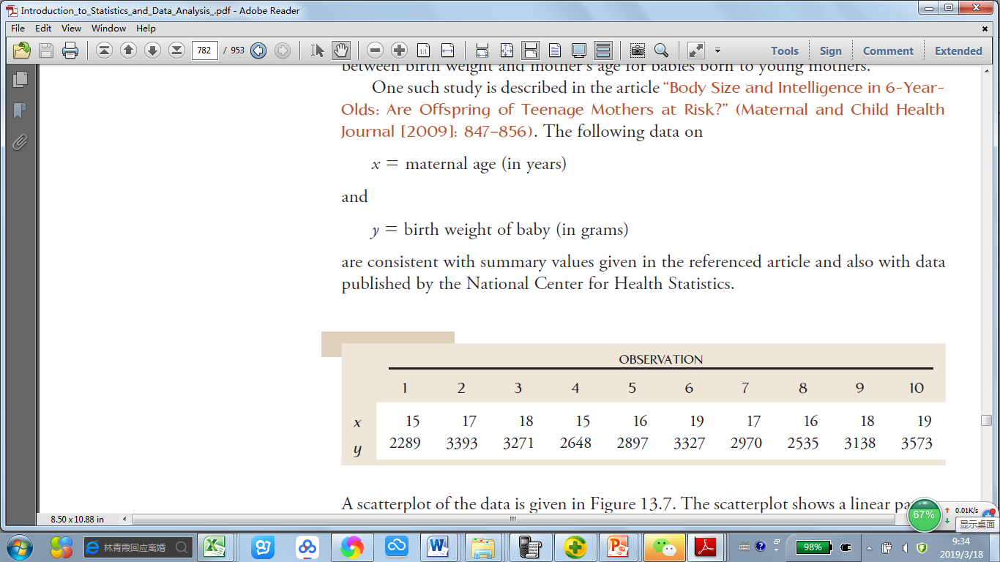 Introduction_to_Statistics_and_Data_Analysis_.pdf - Adobe Reader
File Edit View Window Help
782 / 953 Tools Sign Comment Extended
between birth weight and mother's age for babies born to young mothers.
One such study is described in the article "Body Size and Intelligence in 6-Year-
Olds: Are Offspring of Teenage Mothers at Risk?" (Maternal and Child Health
Journal [2009]: 847–856). The following data on
x = maternal age (in years)
and
y = birth weight of baby (in grams)
are consistent with summary values given in the referenced article and also with data
published by the National Center for Health Statistics.
OBSERVATION
1 2 3 4 5 6 7 8 9 10
x 15 17 18 15 16 19 17 16 18 19
y 2289 3393 3271 2648 2897 3327 2970 2535 3138 3573
A scatterplot of the data is given in Figure 13.7. The scatterplot shows a linear
67% 0.01K/s
8.50 x 10.88 in
显示桌面
林青霞回应离婚
98%
9:34
2019/3/18